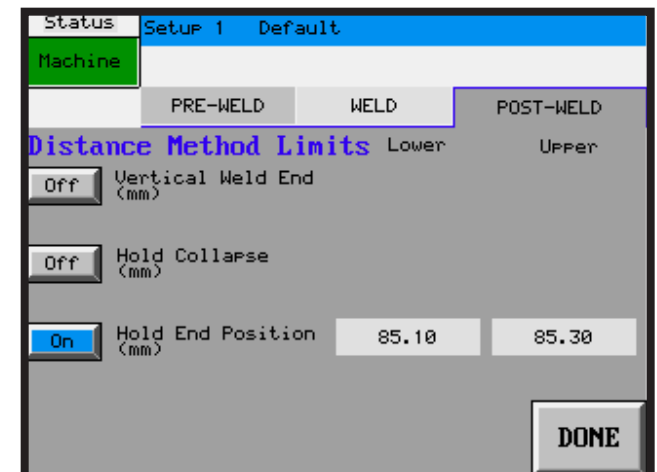 Status Setup 1 Default
Machine
PRE-WELD WELD POST-WELD
Distance Method Limits Lower Upper
Off Vertical Weld End
(mm)
Off Hold Collapse
(mm)
On Hold End Position 85.10 85.30
(mm)
DONE